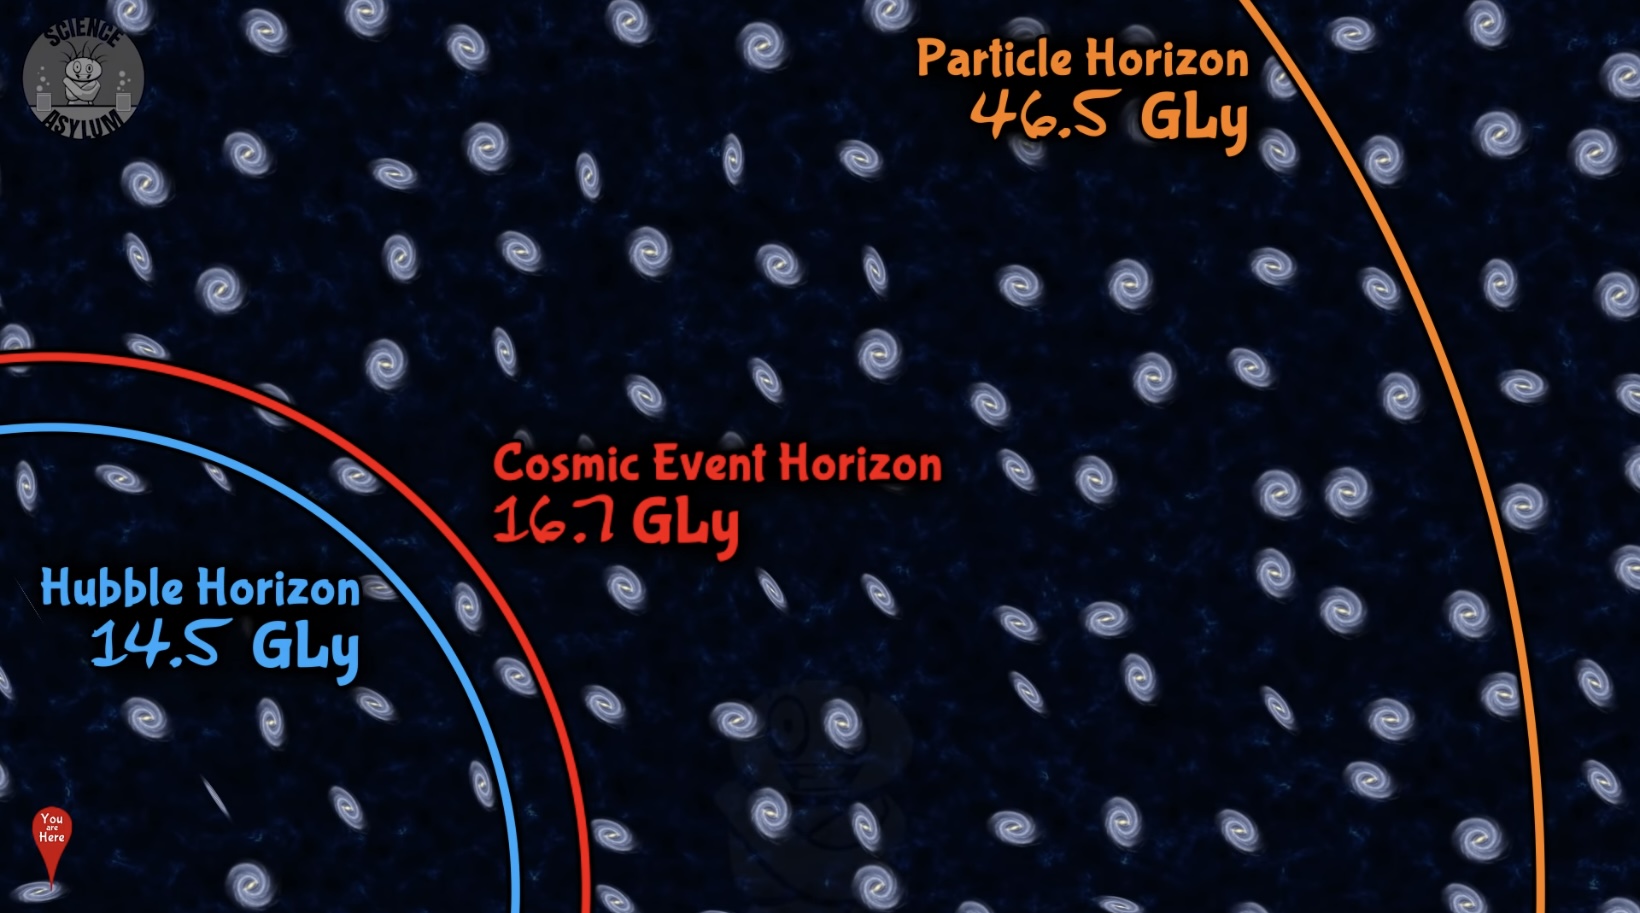 SCIENCE
ASYLUM
Particle Horizon
46.5 GLy
Cosmic Event Horizon
16.7 GLy
Hubble Horizon
14.5 GLy
You
are
Here